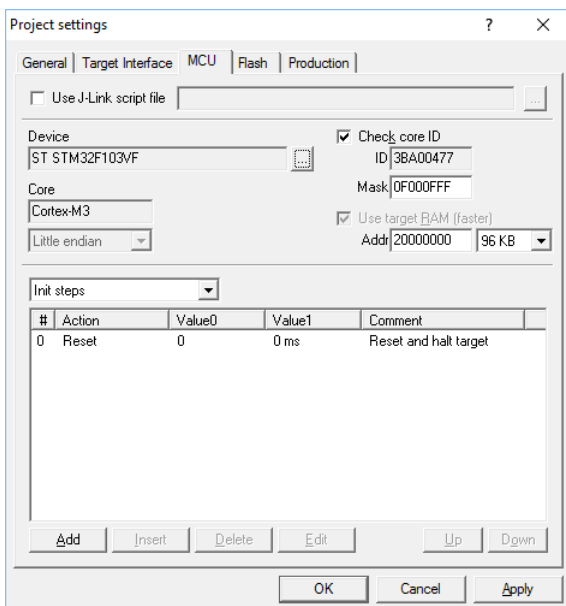 Project settings ? ×
General Target Interface MCU Flash Production
Use J-Link script file ...
Device
ST STM32F103VF ...
Check core ID
ID 3BA00477
Mask 0F000FFF
Core
Cortex-M3
Little endian
Use target RAM (faster)
Addr 20000000 96 KB
Init steps
# Action Value0 Value1 Comment
0 Reset 0 0 ms Reset and halt target
Add Insert Delete Edit Up Down
OK Cancel Apply